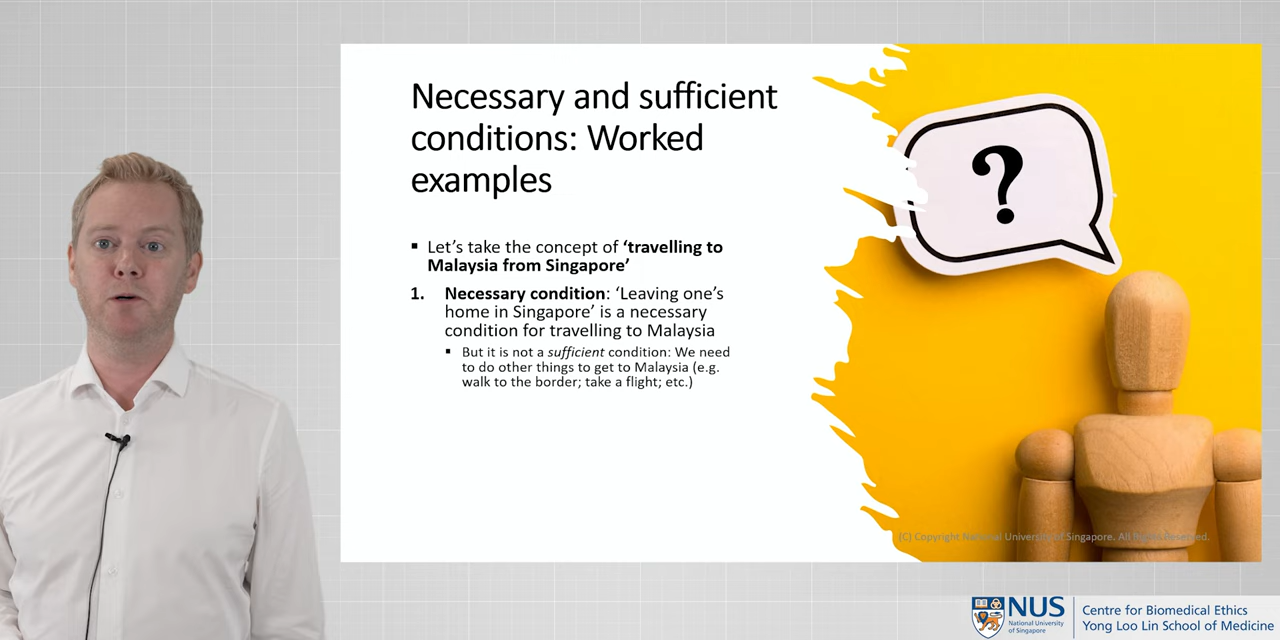 Necessary and sufficient
conditions: Worked
examples
▪ Let's take the concept of ‘travelling to
Malaysia from Singapore’
1. Necessary condition: ‘Leaving one's
home in Singapore’ is a necessary
condition for travelling to Malaysia
▪ But it is not a sufficient condition: We need
to do other things to get to Malaysia (e.g.
walk to the border; take a flight; etc.)
?
(C) Copyright National University of Singapore. All Rights Reserved.
NUS
National University
of Singapore
Centre for Biomedical Ethics
Yong Loo Lin School of Medicine